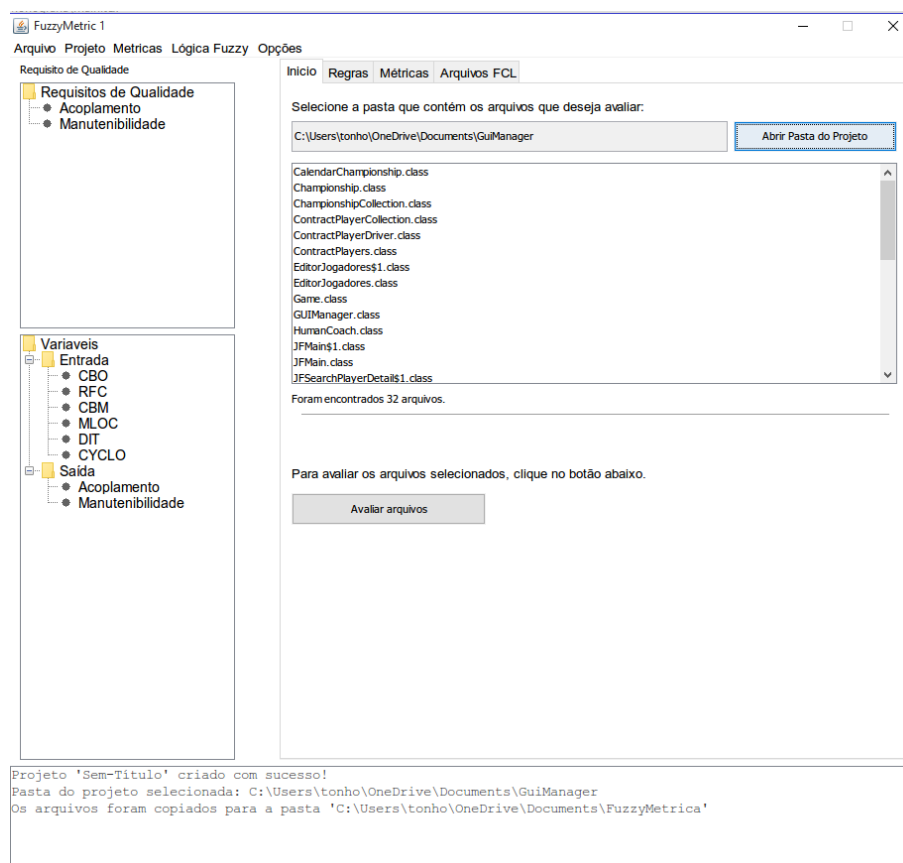 FuzzyMetric 1
Arquivo Projeto Metricas Lógica Fuzzy Opções
Requisito de Qualidade
Requisitos de Qualidade
Acoplamento
Manutenibilidade
Variaveis
Entrada
CBO
RFC
CBM
MLOC
DIT
CYCLO
Saída
Acoplamento
Manutenibilidade
Inicio Regras Métricas Arquivos FCL
Selecione a pasta que contém os arquivos que deseja avaliar:
C:\Users\tonho\OneDrive\Documents\GuiManager Abrir Pasta do Projeto
CalendarChampionship.class
Championship.class
ChampionshipCollection.class
ContractPlayerCollection.class
ContractPlayerDriver.class
ContractPlayers.class
EditorJogadores$1.class
EditorJogadores.class
Game.class
GUIManager.class
HumanCoach.class
JFMain$1.class
JFMain.class
JFSearchPlayerDetail$1.class
Foram encontrados 32 arquivos.
Para avaliar os arquivos selecionados, clique no botão abaixo.
Avaliar arquivos
Projeto 'Sem-Título' criado com sucesso!
Pasta do projeto selecionada: C:\Users\tonho\OneDrive\Documents\GuiManager
Os arquivos foram copiados para a pasta 'C:\Users\tonho\OneDrive\Documents\FuzzyMetrica'